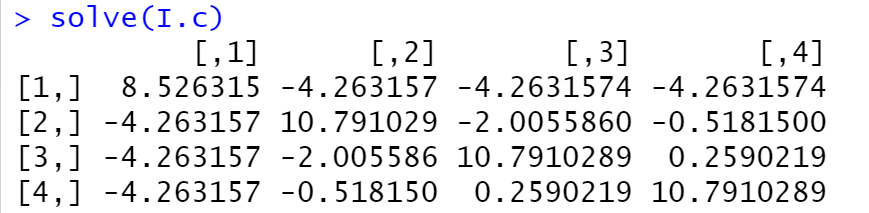 > solve(I.c)
[,1] [,2] [,3] [,4]
[1,] 8.526315 -4.263157 -4.2631574 -4.2631574
[2,] -4.263157 10.791029 -2.0055860 -0.5181500
[3,] -4.263157 -2.005586 10.7910289 0.2590219
[4,] -4.263157 -0.518150 0.2590219 10.7910289